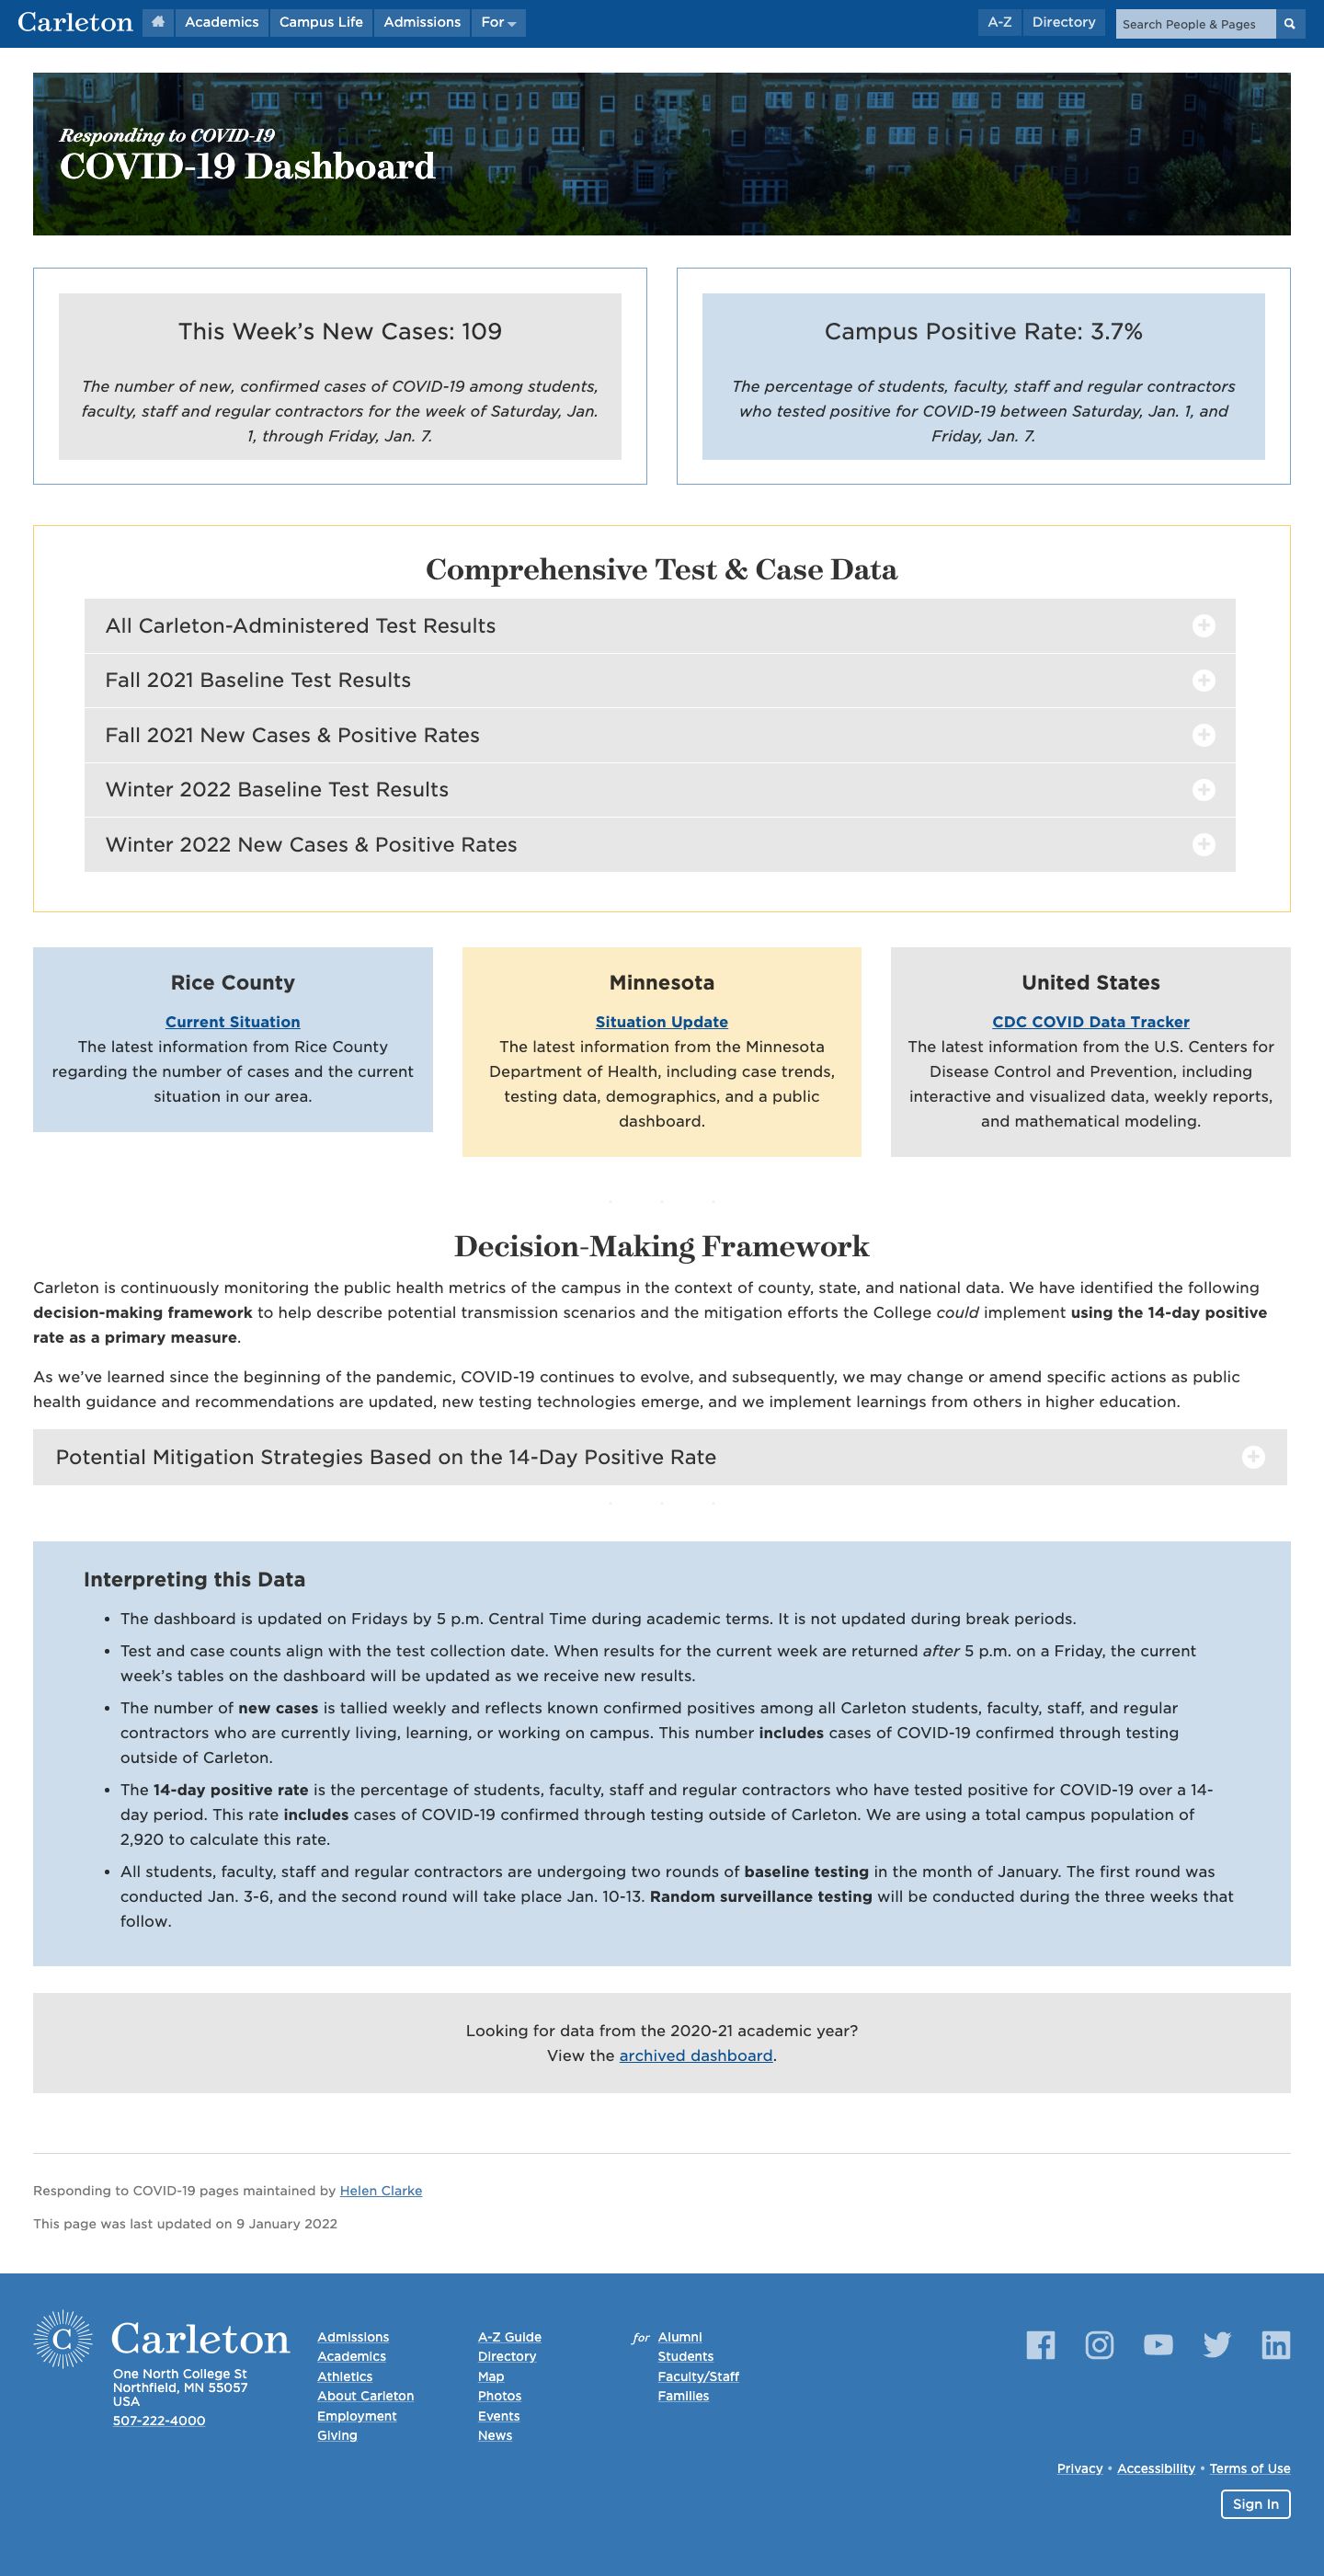 Carleton
Academics
Campus Life
Admissions
For
A-Z
Directory
Search People & Pages
Responding to COVID-19
COVID-19 Dashboard
This Week’s New Cases: 109
The number of new, confirmed cases of COVID-19 among students,
faculty, staff and regular contractors for the week of Saturday, Jan.
1, through Friday, Jan. 7.
Campus Positive Rate: 3.7%
The percentage of students, faculty, staff and regular contractors
who tested positive for COVID-19 between Saturday, Jan. 1, and
Friday, Jan. 7.
Comprehensive Test & Case Data
All Carleton-Administered Test Results
Fall 2021 Baseline Test Results
Fall 2021 New Cases & Positive Rates
Winter 2022 Baseline Test Results
Winter 2022 New Cases & Positive Rates
Rice County
Current Situation
The latest information from Rice County
regarding the number of cases and the current
situation in our area.
Minnesota
Situation Update
The latest information from the Minnesota
Department of Health, including case trends,
testing data, demographics, and a public
dashboard.
United States
CDC COVID Data Tracker
The latest information from the U.S. Centers for
Disease Control and Prevention, including
interactive and visualized data, weekly reports,
and mathematical modeling.
Decision-Making Framework
Carleton is continuously monitoring the public health metrics of the campus in the context of county, state, and national data. We have identified the following
decision-making framework to help describe potential transmission scenarios and the mitigation efforts the College could implement using the 14-day positive
rate as a primary measure.
As we’ve learned since the beginning of the pandemic, COVID-19 continues to evolve, and subsequently, we may change or amend specific actions as public
health guidance and recommendations are updated, new testing technologies emerge, and we implement learnings from others in higher education.
Potential Mitigation Strategies Based on the 14-Day Positive Rate
Interpreting this Data
• The dashboard is updated on Fridays by 5 p.m. Central Time during academic terms. It is not updated during break periods.
• Test and case counts align with the test collection date. When results for the current week are returned after 5 p.m. on a Friday, the current
week’s tables on the dashboard will be updated as we receive new results.
• The number of new cases is tallied weekly and reflects known confirmed positives among all Carleton students, faculty, staff, and regular
contractors who are currently living, learning, or working on campus. This number includes cases of COVID-19 confirmed through testing
outside of Carleton.
• The 14-day positive rate is the percentage of students, faculty, staff and regular contractors who have tested positive for COVID-19 over a 14-
day period. This rate includes cases of COVID-19 confirmed through testing outside of Carleton. We are using a total campus population of
2,920 to calculate this rate.
• All students, faculty, staff and regular contractors are undergoing two rounds of baseline testing in the month of January. The first round was
conducted Jan. 3-6, and the second round will take place Jan. 10-13. Random surveillance testing will be conducted during the three weeks that
follow.
Looking for data from the 2020-21 academic year?
View the archived dashboard.
Responding to COVID-19 pages maintained by Helen Clarke
This page was last updated on 9 January 2022
C
Carleton
One North College St
Northfield, MN 55057
USA
507-222-4000
Admissions
Academics
Athletics
About Carleton
Employment
Giving
A-Z Guide
Directory
Map
Photos
Events
News
for Alumni
Students
Faculty/Staff
Families
Privacy • Accessibility • Terms of Use
Sign In